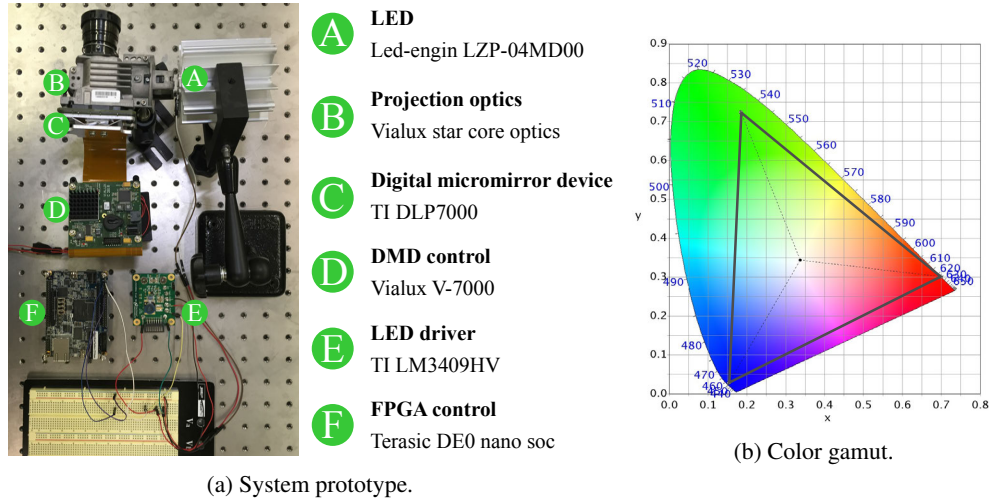 A
B
C
D
E
F
A
LED
Led-engin LZP-04MD00
B
Projection optics
Vialux star core optics
C
Digital micromirror device
TI DLP7000
D
DMD control
Vialux V-7000
E
LED driver
TI LM3409HV
F
FPGA control
Terasic DE0 nano soc
(a) System prototype.
0.9
0.8
0.7
0.6
0.5
0.4
0.3
0.2
0.1
0.0
y
0.0 0.1 0.2 0.3 0.4 0.5 0.6 0.7 0.8
x
520
530
540
510
550
560
570
500
580
590
600
610
620
630
650
490
480
470
460
(b) Color gamut.